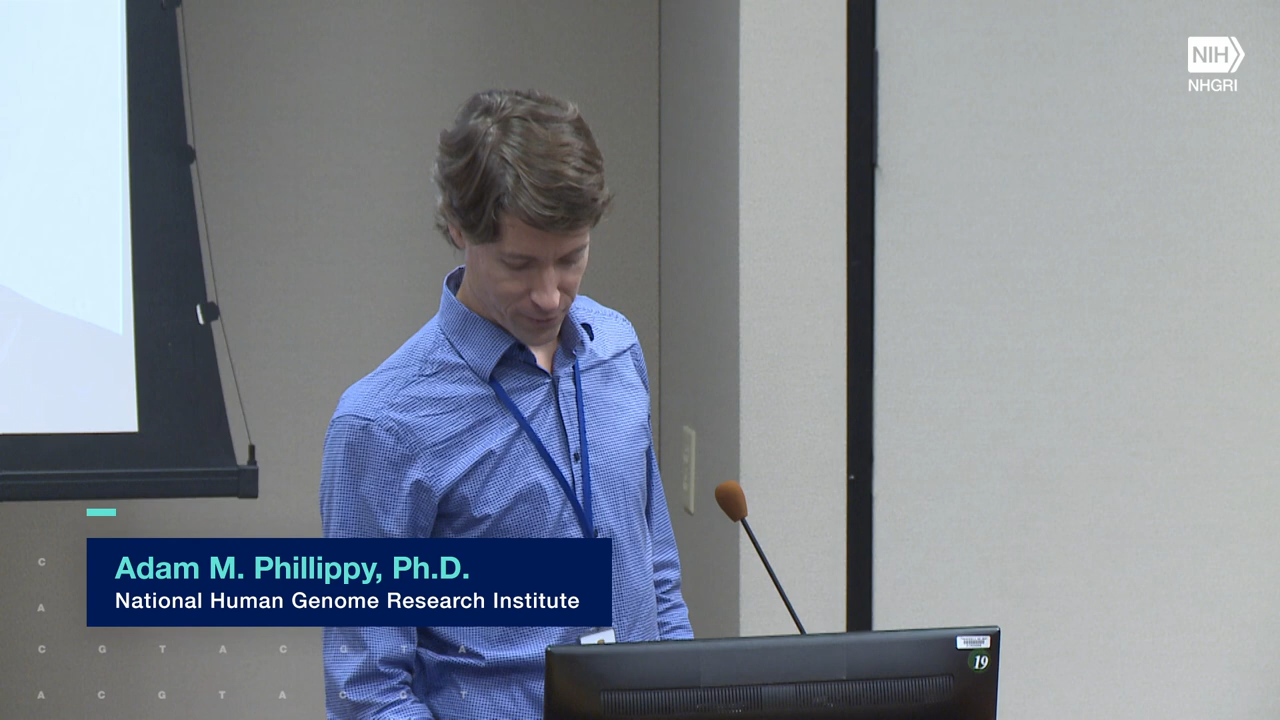 NIH
NHGRI
Adam M. Phillippy, Ph.D.
National Human Genome Research Institute
C
A
C G T A C G T A
A C G T A C G T
19